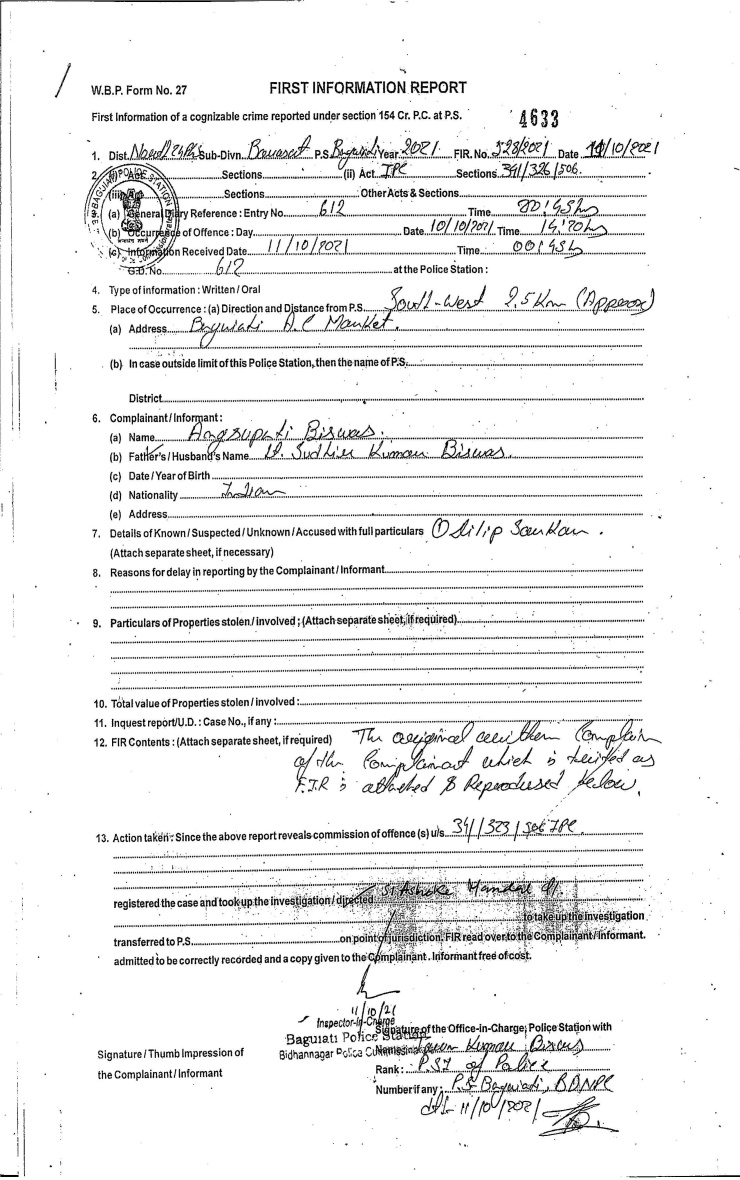 W.B.P. Form No. 27
FIRST INFORMATION REPORT
First Information of a cognizable crime reported under section 154 Cr. P.C. at P.S.
4633
1. Dist. North 24 Pgs Sub-Divn. Barasat P.S. Baguiati Year 2021 FIR. No. 528/2021 Date 11/10/2021
2. (i) Act Sections (ii) Act IPC Sections 341/326/506.
(iii) Act Sections Other Acts & Sections
3. (a) General Diary Reference : Entry No. 612 Time 00:45 hrs
(b) Occurrence of Offence : Day Date 10/10/2021 Time 14:20 hrs
(c) Information Received Date 11/10/2021 Time 00:45 h
G.D. No. 612 at the Police Station :
BAGUIATI POLICE STATION
4. Type of information : Written / Oral
5. Place of Occurrence : (a) Direction and Distance from P.S. South-West 2.5 Km (Approx)
(a) Address Baguiati A.C Market.
(b) In case outside limit of this Police Station, then the name of P.S.
District
6. Complainant / Informant :
(a) Name Angsupati Biswas.
(b) Father's / Husband's Name Lt. Sudhir Kumar Biswas.
(c) Date / Year of Birth
(d) Nationality Indian
(e) Address
7. Details of Known / Suspected / Unknown / Accused with full particulars ① Dilip Sarkar.
(Attach separate sheet, if necessary)
8. Reasons for delay in reporting by the Complainant / Informant
9. Particulars of Properties stolen / involved ; (Attach separate sheet, if required)
10. Total value of Properties stolen / involved :
11. Inquest report/U.D. : Case No., if any :
12. FIR Contents : (Attach separate sheet, if required) The original written Complain
of the Complainant which is treated as
F.I.R is attached & Reproduced below.
13. Action taken : Since the above report reveals commission of offence (s) u/s 341/323/506 IPC
registered the case and took up the investigation / directed SI Ashoke Mandal
to take up the investigation
transferred to P.S. on point of jurisdiction. FIR read over to the Complainant / Informant.
admitted to be correctly recorded and a copy given to the Complainant. Informant free of cost.
11/10/21
Inspector-In-Charge
Baguiati Police Station
Bidhannagar Police
Signature of the Office-In-Charge, Police Station with
Name Kumar Biswas
Signature / Thumb Impression of
the Complainant / Informant
Rank : PSI of Police
Number if any : P.S. Baguiati, BDNPC
dt- 11/10/2021